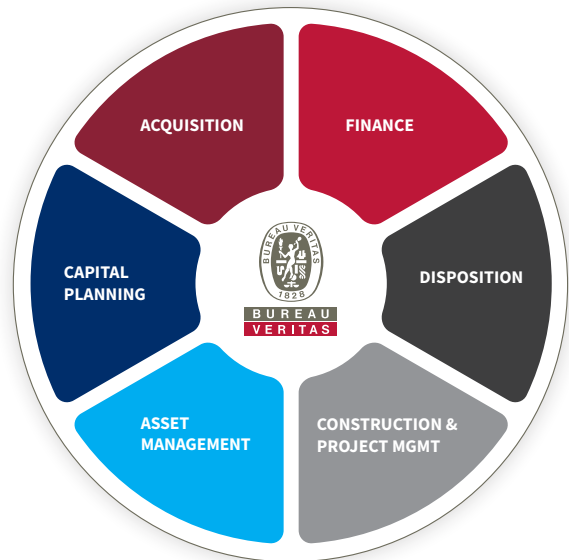 ACQUISITION
FINANCE
CAPITAL
PLANNING
BUREAU VERITAS
1828
BUREAU
VERITAS
DISPOSITION
ASSET
MANAGEMENT
CONSTRUCTION &
PROJECT MGMT